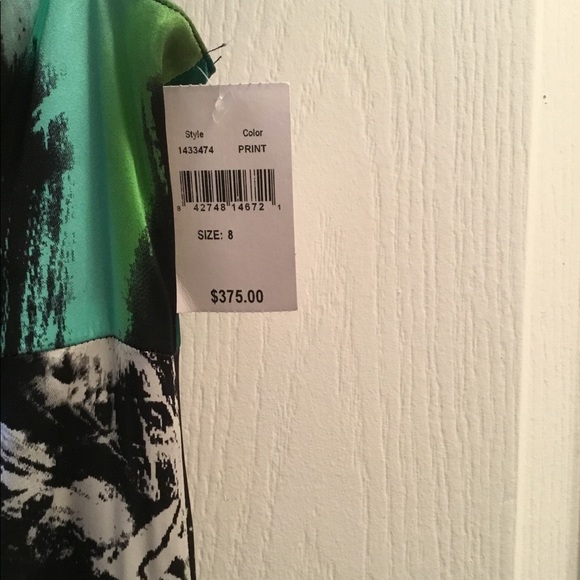 Style Color
1433474 PRINT
8 42748 14672 1
SIZE: 8
$375.00